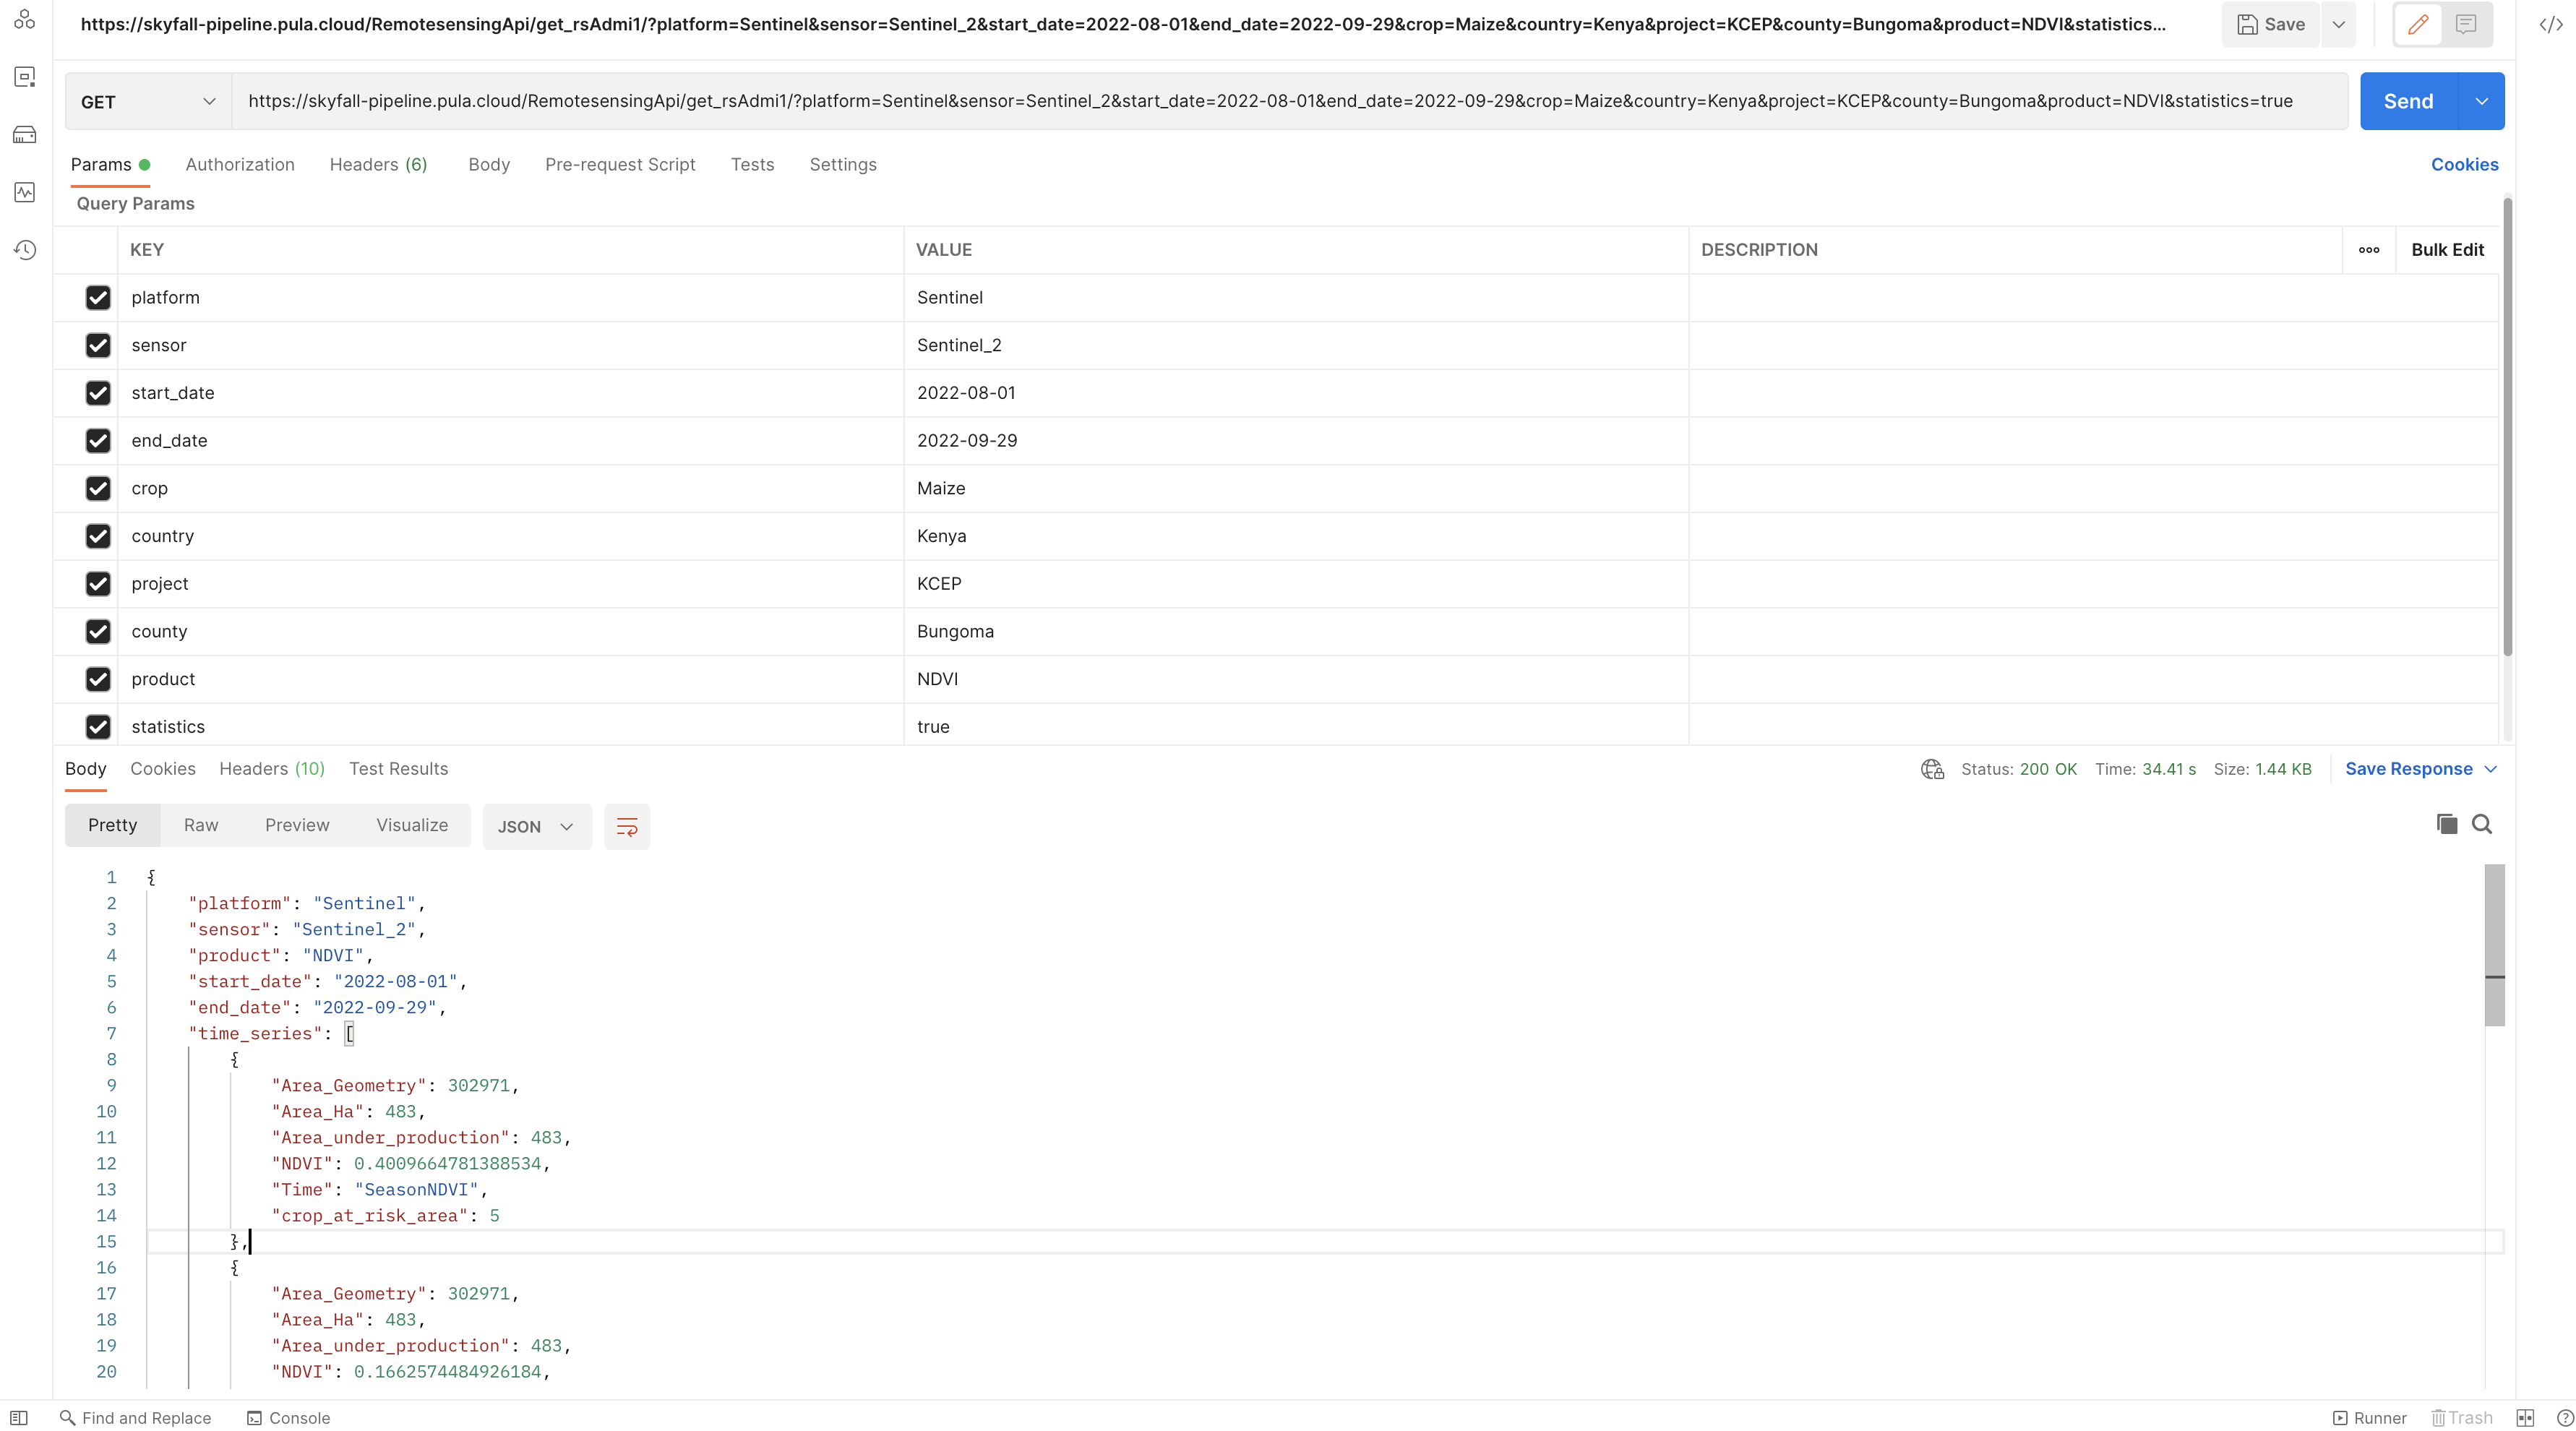 https://skyfall-pipeline.pula.cloud/RemotesensingApi/get_rsAdmi1/?platform=Sentinel&sensor=Sentinel_2&start_date=2022-08-01&end_date=2022-09-29&crop=Maize&country=Kenya&project=KCEP&county=Bungoma&product=NDVI&statistics... Save
GET https://skyfall-pipeline.pula.cloud/RemotesensingApi/get_rsAdmi1/?platform=Sentinel&sensor=Sentinel_2&start_date=2022-08-01&end_date=2022-09-29&crop=Maize&country=Kenya&project=KCEP&county=Bungoma&product=NDVI&statistics=true Send
Params Authorization Headers (6) Body Pre-request Script Tests Settings Cookies
Query Params
KEY VALUE DESCRIPTION Bulk Edit
platform Sentinel
sensor Sentinel_2
start_date 2022-08-01
end_date 2022-09-29
crop Maize
country Kenya
project KCEP
county Bungoma
product NDVI
statistics true
Body Cookies Headers (10) Test Results Status: 200 OK Time: 34.41 s Size: 1.44 KB Save Response
Pretty Raw Preview Visualize JSON
1 {
2 "platform": "Sentinel",
3 "sensor": "Sentinel_2",
4 "product": "NDVI",
5 "start_date": "2022-08-01",
6 "end_date": "2022-09-29",
7 "time_series": [
8 {
9 "Area_Geometry": 302971,
10 "Area_Ha": 483,
11 "Area_under_production": 483,
12 "NDVI": 0.4009664781388534,
13 "Time": "SeasonNDVI",
14 "crop_at_risk_area": 5
15 },
16 {
17 "Area_Geometry": 302971,
18 "Area_Ha": 483,
19 "Area_under_production": 483,
20 "NDVI": 0.1662574484926184,
Find and Replace Console Runner Trash